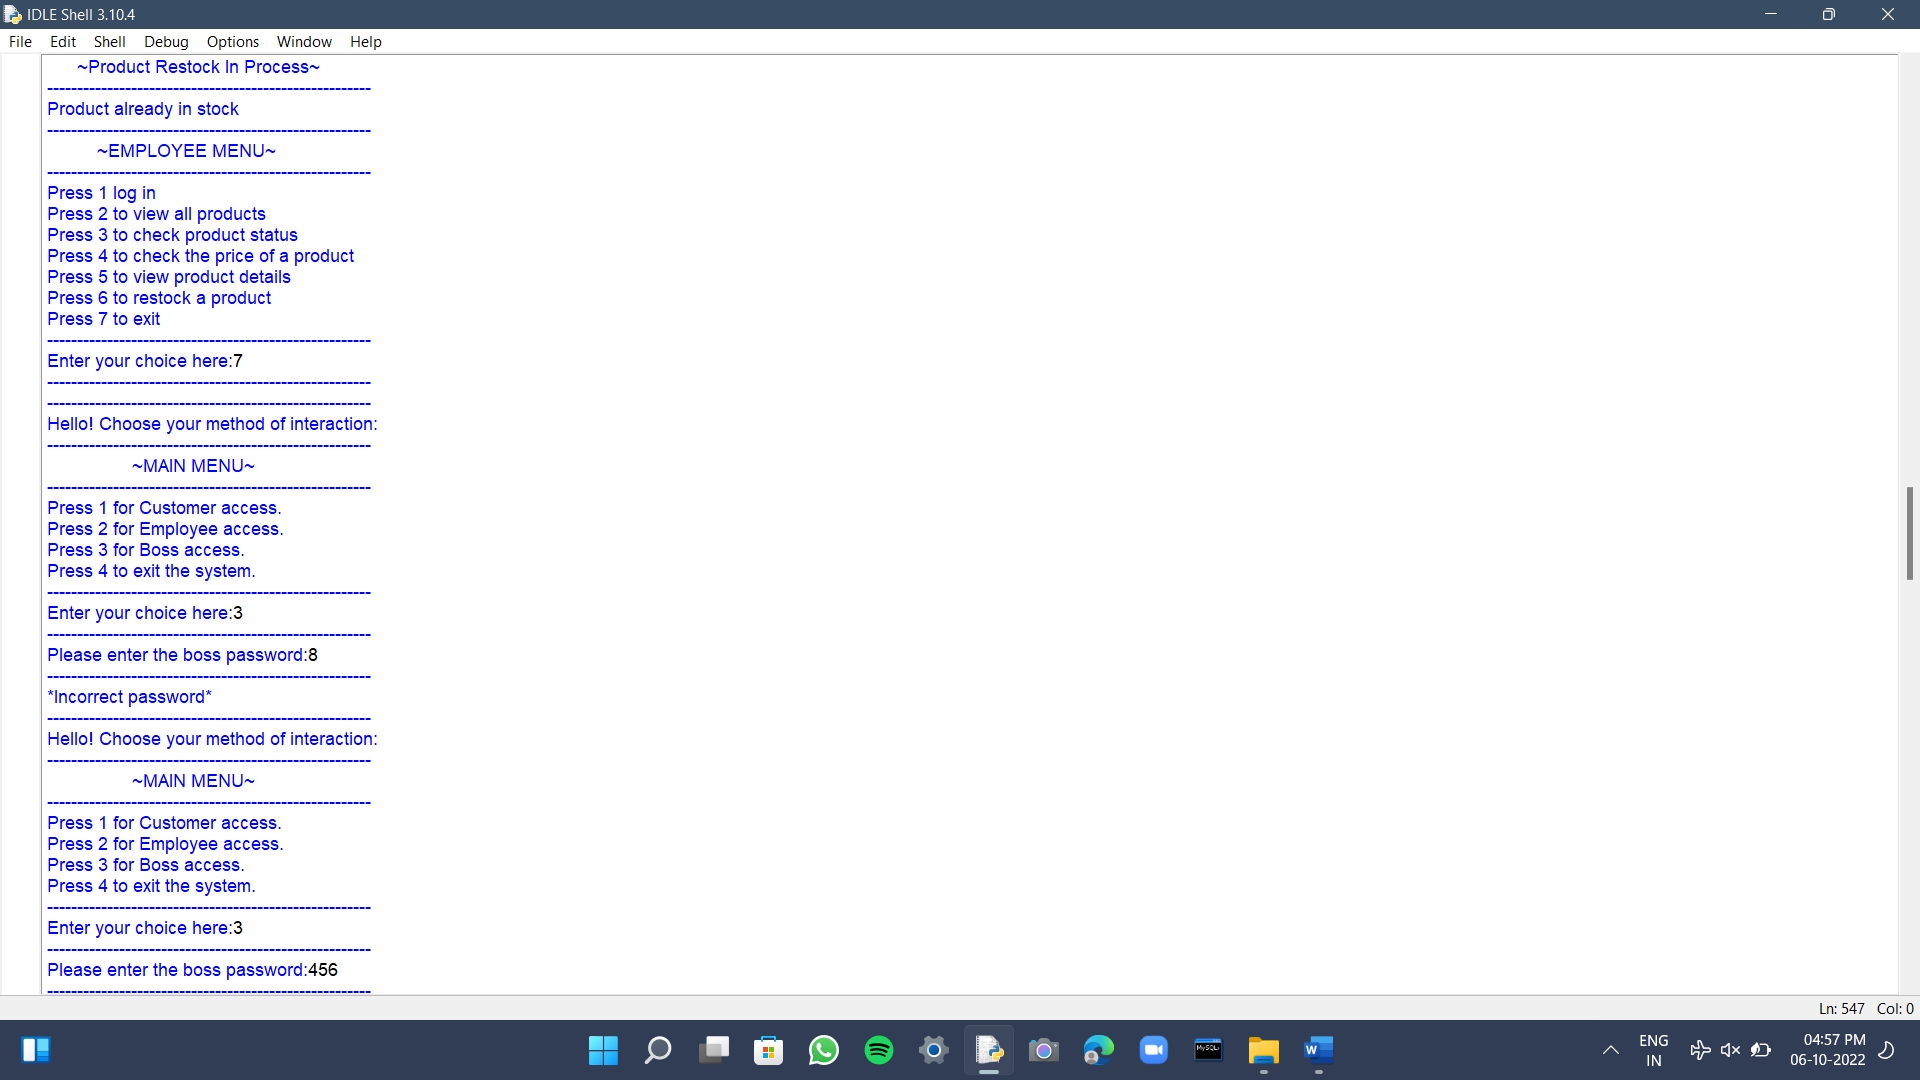 IDLE Shell 3.10.4
File Edit Shell Debug Options Window Help
~Product Restock In Process~
------------------------------------------------------
Product already in stock
------------------------------------------------------
~EMPLOYEE MENU~
------------------------------------------------------
Press 1 log in
Press 2 to view all products
Press 3 to check product status
Press 4 to check the price of a product
Press 5 to view product details
Press 6 to restock a product
Press 7 to exit
------------------------------------------------------
Enter your choice here:7
------------------------------------------------------
------------------------------------------------------
Hello! Choose your method of interaction:
------------------------------------------------------
~MAIN MENU~
------------------------------------------------------
Press 1 for Customer access.
Press 2 for Employee access.
Press 3 for Boss access.
Press 4 to exit the system.
------------------------------------------------------
Enter your choice here:3
------------------------------------------------------
Please enter the boss password:8
------------------------------------------------------
*Incorrect password*
------------------------------------------------------
Hello! Choose your method of interaction:
------------------------------------------------------
~MAIN MENU~
------------------------------------------------------
Press 1 for Customer access.
Press 2 for Employee access.
Press 3 for Boss access.
Press 4 to exit the system.
------------------------------------------------------
Enter your choice here:3
------------------------------------------------------
Please enter the boss password:456
------------------------------------------------------
Ln: 547 Col: 0
MySQL
W
ENG
IN
04:57 PM
06-10-2022